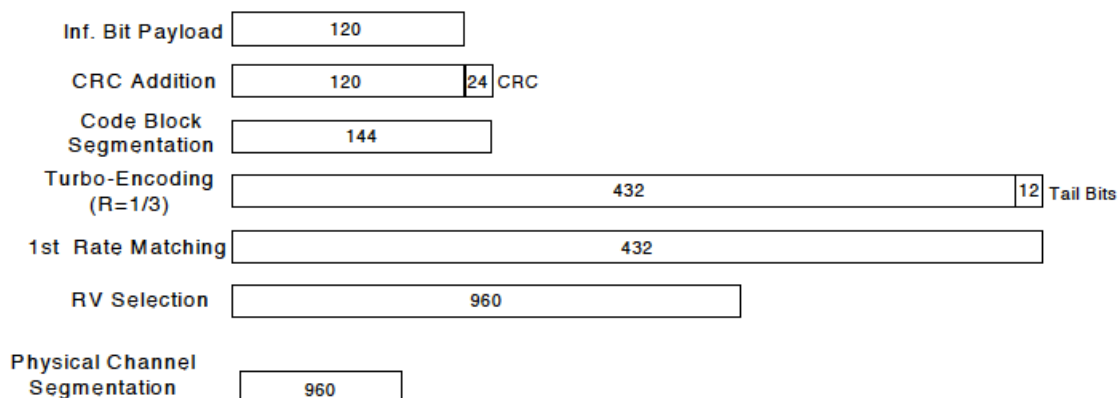 Inf. Bit Payload 120
CRC Addition 120 24 CRC
Code Block
Segmentation 144
Turbo-Encoding
(R=1/3) 432 12 Tail Bits
1st Rate Matching 432
RV Selection 960
Physical Channel
Segmentation 960